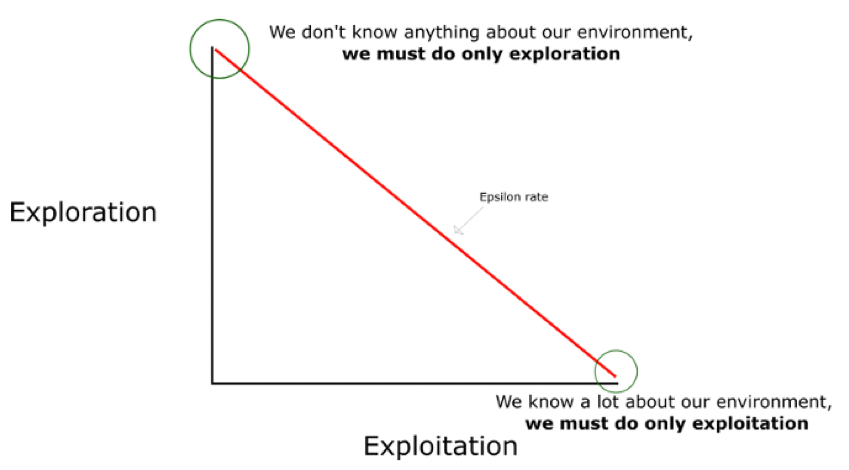 We don't know anything about our environment,
we must do only exploration
Epsilon rate
Exploration
We know a lot about our environment,
we must do only exploitation
Exploitation